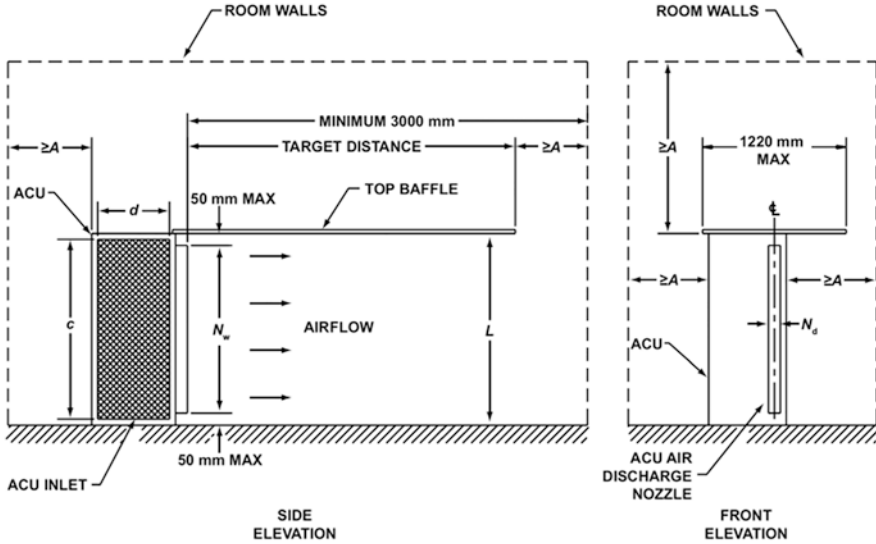 ROOM WALLS
ROOM WALLS
MINIMUM 3000 mm
≥A
TARGET DISTANCE
≥A
≥A
1220 mm
MAX
ACU
d
50 mm MAX
TOP BAFFLE
℄
c
N_w
AIRFLOW
L
≥A
≥A
N_d
ACU
50 mm MAX
ACU INLET
ACU AIR
DISCHARGE
NOZZLE
SIDE
ELEVATION
FRONT
ELEVATION